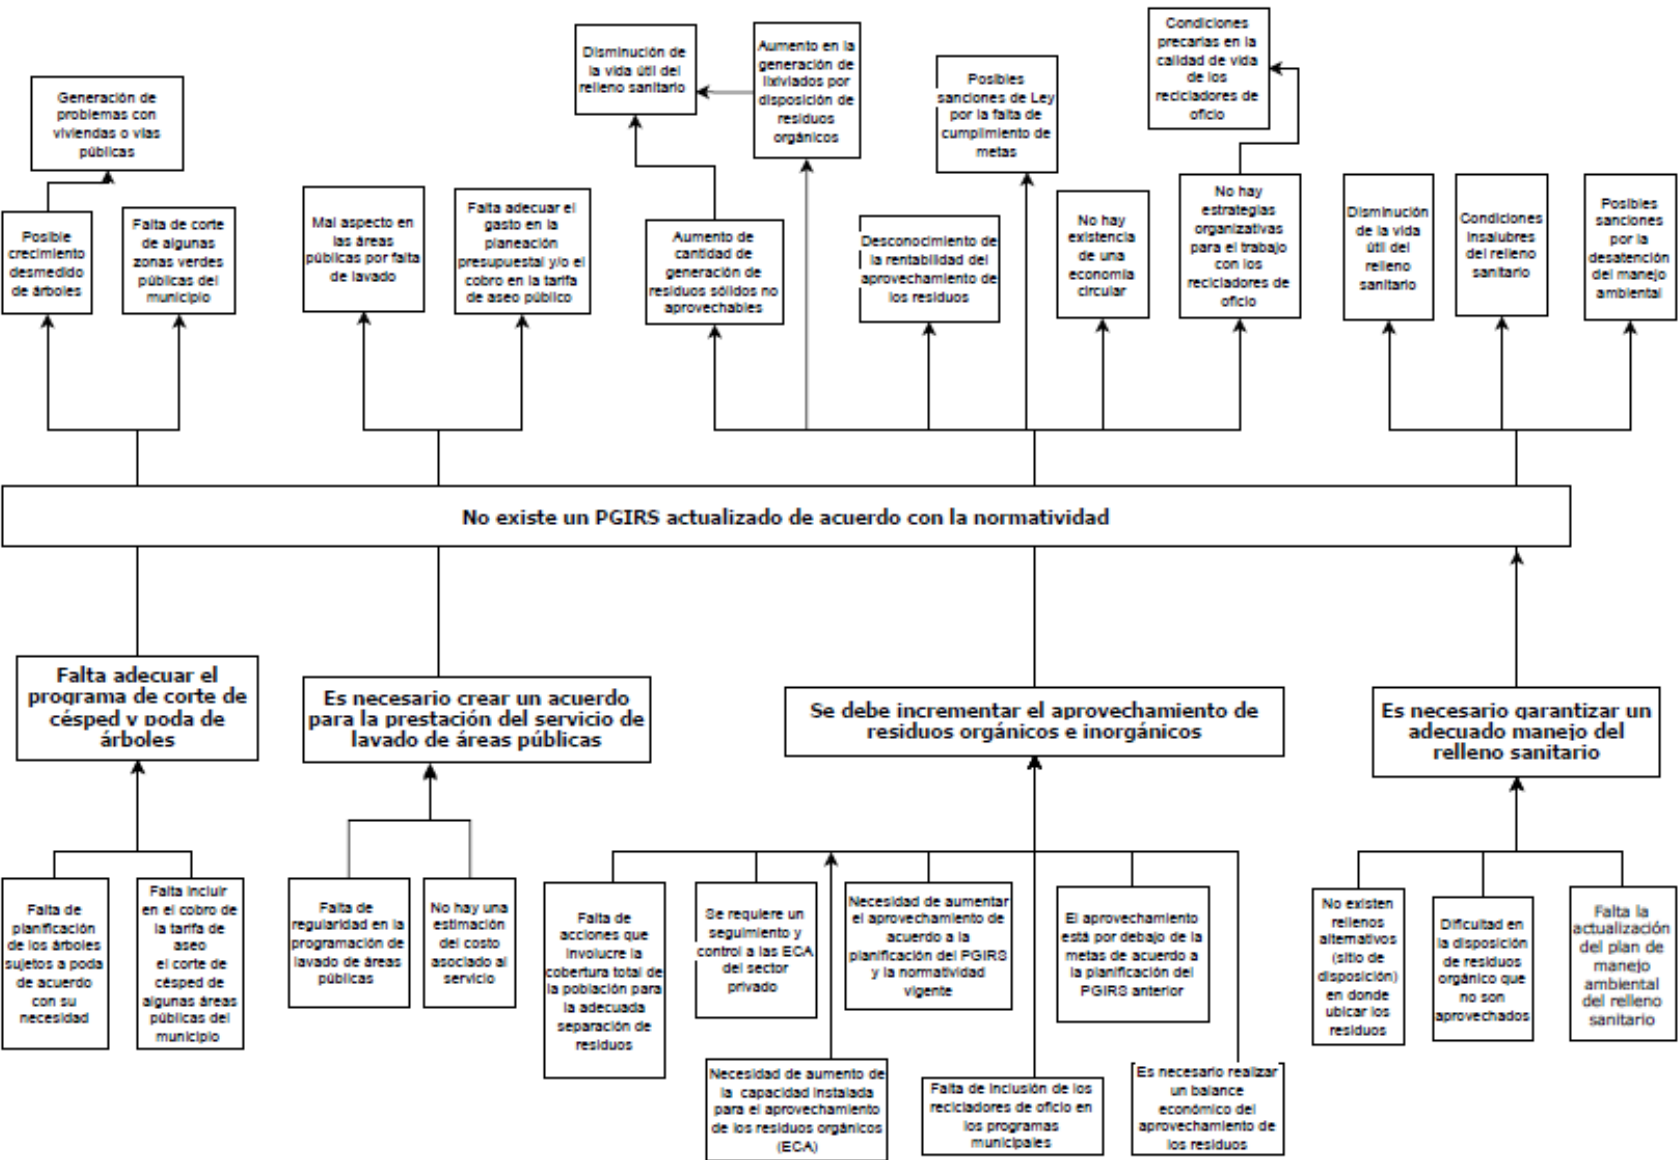 Condiciones
precarias en la
calidad de vida
de los
recicladores de
oficio
Disminución de
la vida útil del
relleno sanitario
Aumento en la
generación de
lixiviados por
disposición de
residuos
orgánicos
Posibles
sanciones de Ley
por la falta de
cumplimiento de
metas
Generación de
problemas con
viviendas o vías
públicas
Posible
crecimiento
desmedido
de árboles
Falta de corte
de algunas
zonas verdes
públicas del
municipio
Mal aspecto en
las áreas
públicas por falta
de lavado
Falta adecuar el
gasto en la
planeación
presupuestal y/o el
cobro en la tarifa
de aseo público
Aumento de
cantidad de
generación de
residuos sólidos no
aprovechables
Desconocimiento de
la rentabilidad del
aprovechamiento de
los residuos
No hay
existencia
de una
economía
circular
No hay
estrategias
organizativas
para el trabajo
con los
recicladores de
oficio
Disminución
de la vida
útil del
relleno
sanitario
Condiciones
insalubres
del relleno
sanitario
Posibles
sanciones
por la
desatención
del manejo
ambiental
No existe un PGIRS actualizado de acuerdo con la normatividad
Falta adecuar el
programa de corte de
césped y poda de
árboles
Es necesario crear un acuerdo
para la prestación del servicio de
lavado de áreas públicas
Se debe incrementar el aprovechamiento de
residuos orgánicos e inorgánicos
Es necesario garantizar un
adecuado manejo del
relleno sanitario
Falta de
planificación
de los árboles
sujetos a poda
de acuerdo
con su
necesidad
Falta incluir
en el cobro de
la tarifa de
aseo
el corte de
césped de
algunas áreas
públicas del
municipio
Falta de
regularidad en la
programación de
lavado de áreas
públicas
No hay una
estimación
del costo
asociado al
servicio
Falta de
acciones que
involucre la
cobertura total de
la población para
la adecuada
separación de
residuos
Se requiere un
seguimiento y
control a las ECA
del sector
privado
Necesidad de aumentar
el aprovechamiento de
acuerdo a la
planificación del PGIRS
y la normatividad
vigente
El aprovechamiento
está por debajo de la
metas de acuerdo a
la planificación del
PGIRS anterior
No existen
rellenos
alternativos
(sitio de
disposición)
en donde
ubicar los
residuos
Dificultad en
la disposición
de residuos
orgánico que
no son
aprovechados
Falta la
actualización
del plan de
manejo
ambiental
del relleno
sanitario
Necesidad de aumento de
la capacidad instalada
para el aprovechamiento
de los residuos orgánicos
(ECA)
Falta de inclusión de los
recicladores de oficio en
los programas
municipales
Es necesario realizar
un balance
económico del
aprovechamiento de
los residuos